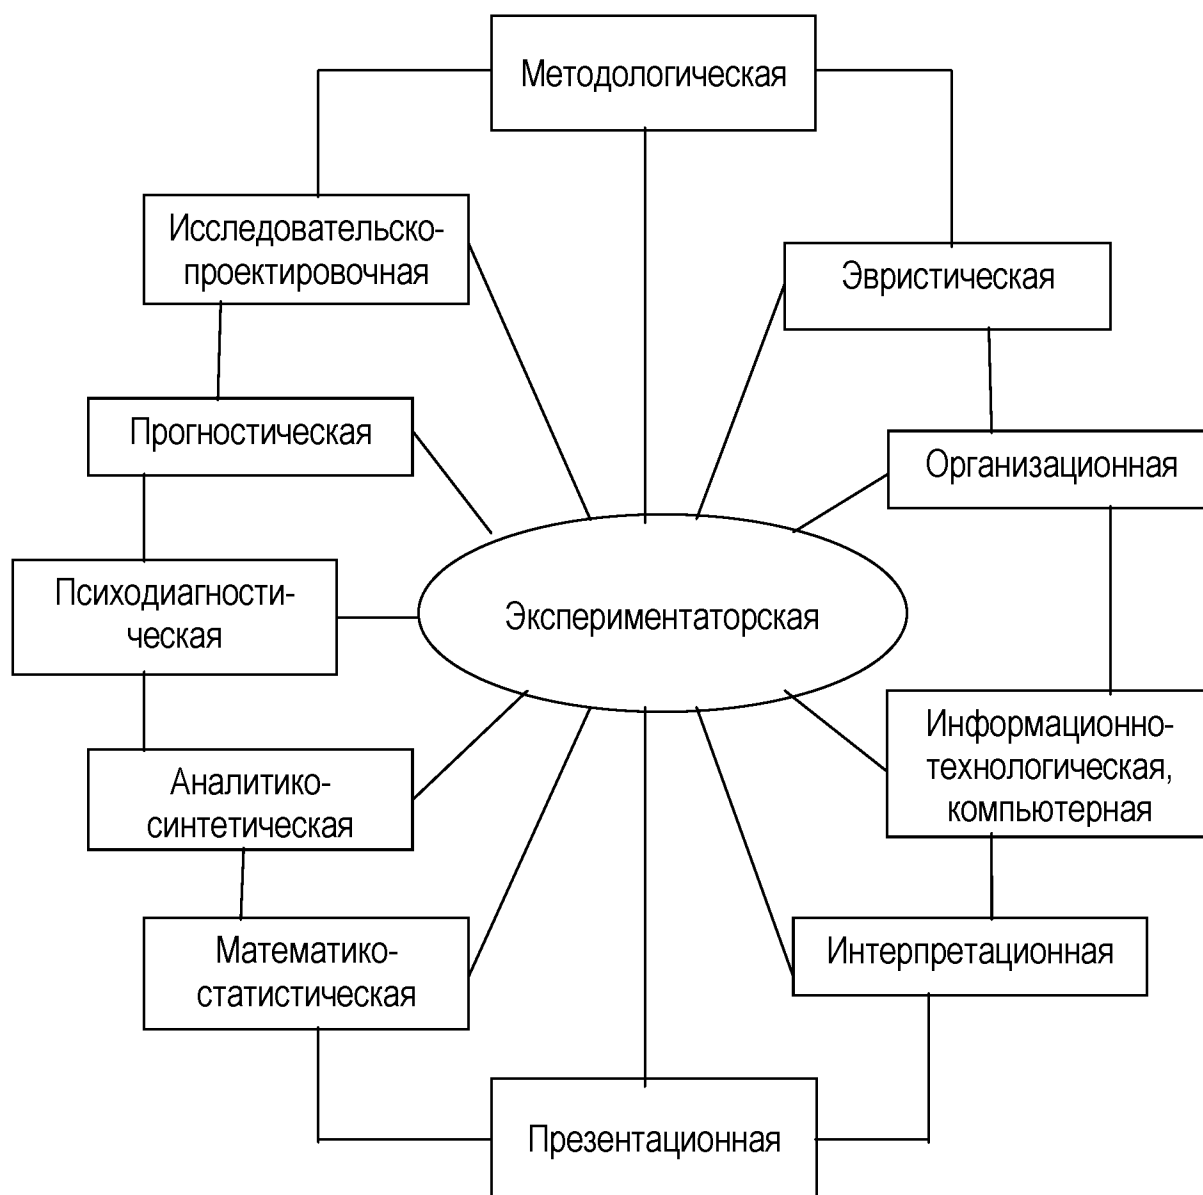 Методологическая
Исследовательско-
проектировочная
Эвристическая
Прогностическая
Организационная
Психодиагности-
ческая
Экспериментаторская
Информационно-
технологическая,
компьютерная
Аналитико-
синтетическая
Математико-
статистическая
Интерпретационная
Презентационная